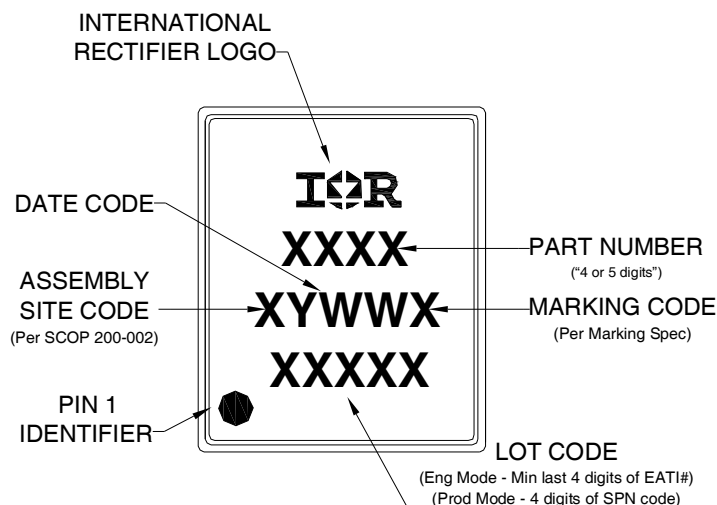 INTERNATIONAL
RECTIFIER LOGO
IOR
DATE CODE
XXXX
PART NUMBER
("4 or 5 digits")
ASSEMBLY
SITE CODE
(Per SCOP 200-002)
XYWWX
MARKING CODE
(Per Marking Spec)
XXXXX
PIN 1
IDENTIFIER
LOT CODE
(Eng Mode - Min last 4 digits of EATI#)
(Prod Mode - 4 digits of SPN code)